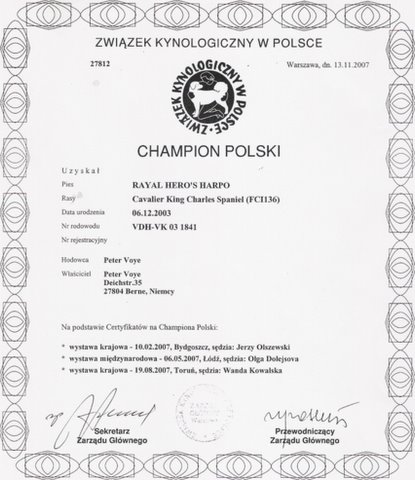 ZWIĄZEK KYNOLOGICZNY W POLSCE
27812
Warszawa, dn. 13.11.2007
ZWIĄZEK KYNOLOGICZNY W POLSCE
CHAMPION POLSKI
Uzyskał
Pies RAYAL HERO'S HARPO
Rasy Cavalier King Charles Spaniel (FCI136)
Data urodzenia 06.12.2003
Nr rodowodu VDH-VK 03 1841
Nr rejestracyjny
Hodowca Peter Voye
Właściciel Peter Voye
Deichstr.35
27804 Berne, Niemcy
Na podstawie Certyfikatów na Championa Polski:
* wystawa krajowa - 10.02.2007, Bydgoszcz, sędzia: Jerzy Olszewski
* wystawa międzynarodowa - 06.05.2007, Łódź, sędzia: Olga Dolejsova
* wystawa krajowa - 19.08.2007, Toruń, sędzia: Wanda Kowalska
Sekretarz
Zarządu Głównego
Przewodniczący
Zarządu Głównego